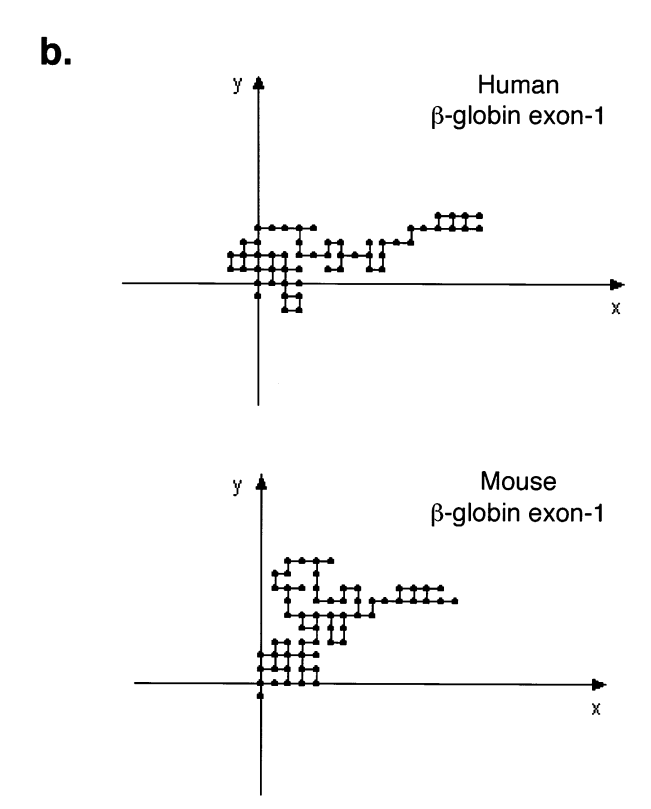 b.
y
Human
β-globin exon-1
x
y
Mouse
β-globin exon-1
x